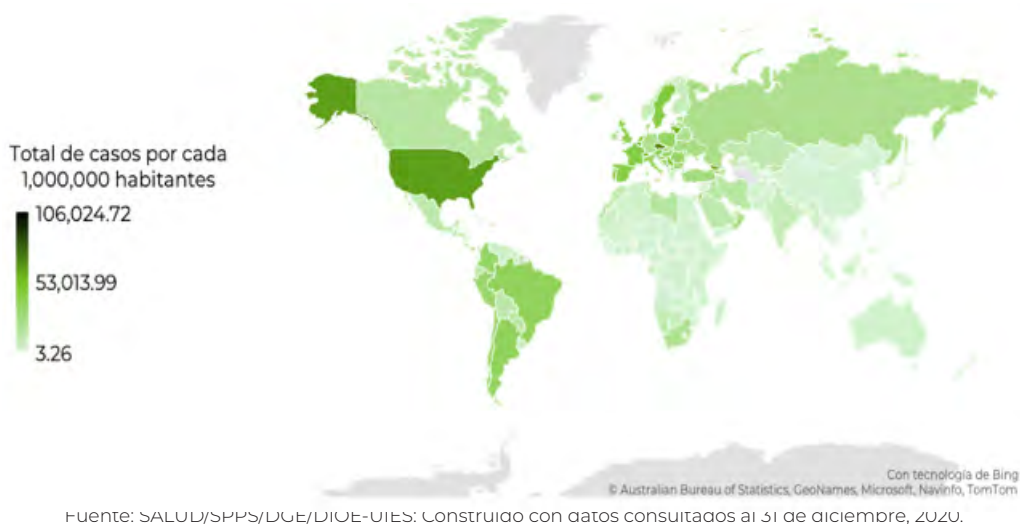 Total de casos por cada
1,000,000 habitantes
106,024.72
53,013.99
3.26
Con tecnología de Bing
© Australian Bureau of Statistics, GeoNames, Microsoft, Navinfo, TomTom
Fuente: SALUD/SPPS/DGE/DIOE-UIES: Construido con datos consultados al 31 de diciembre, 2020.